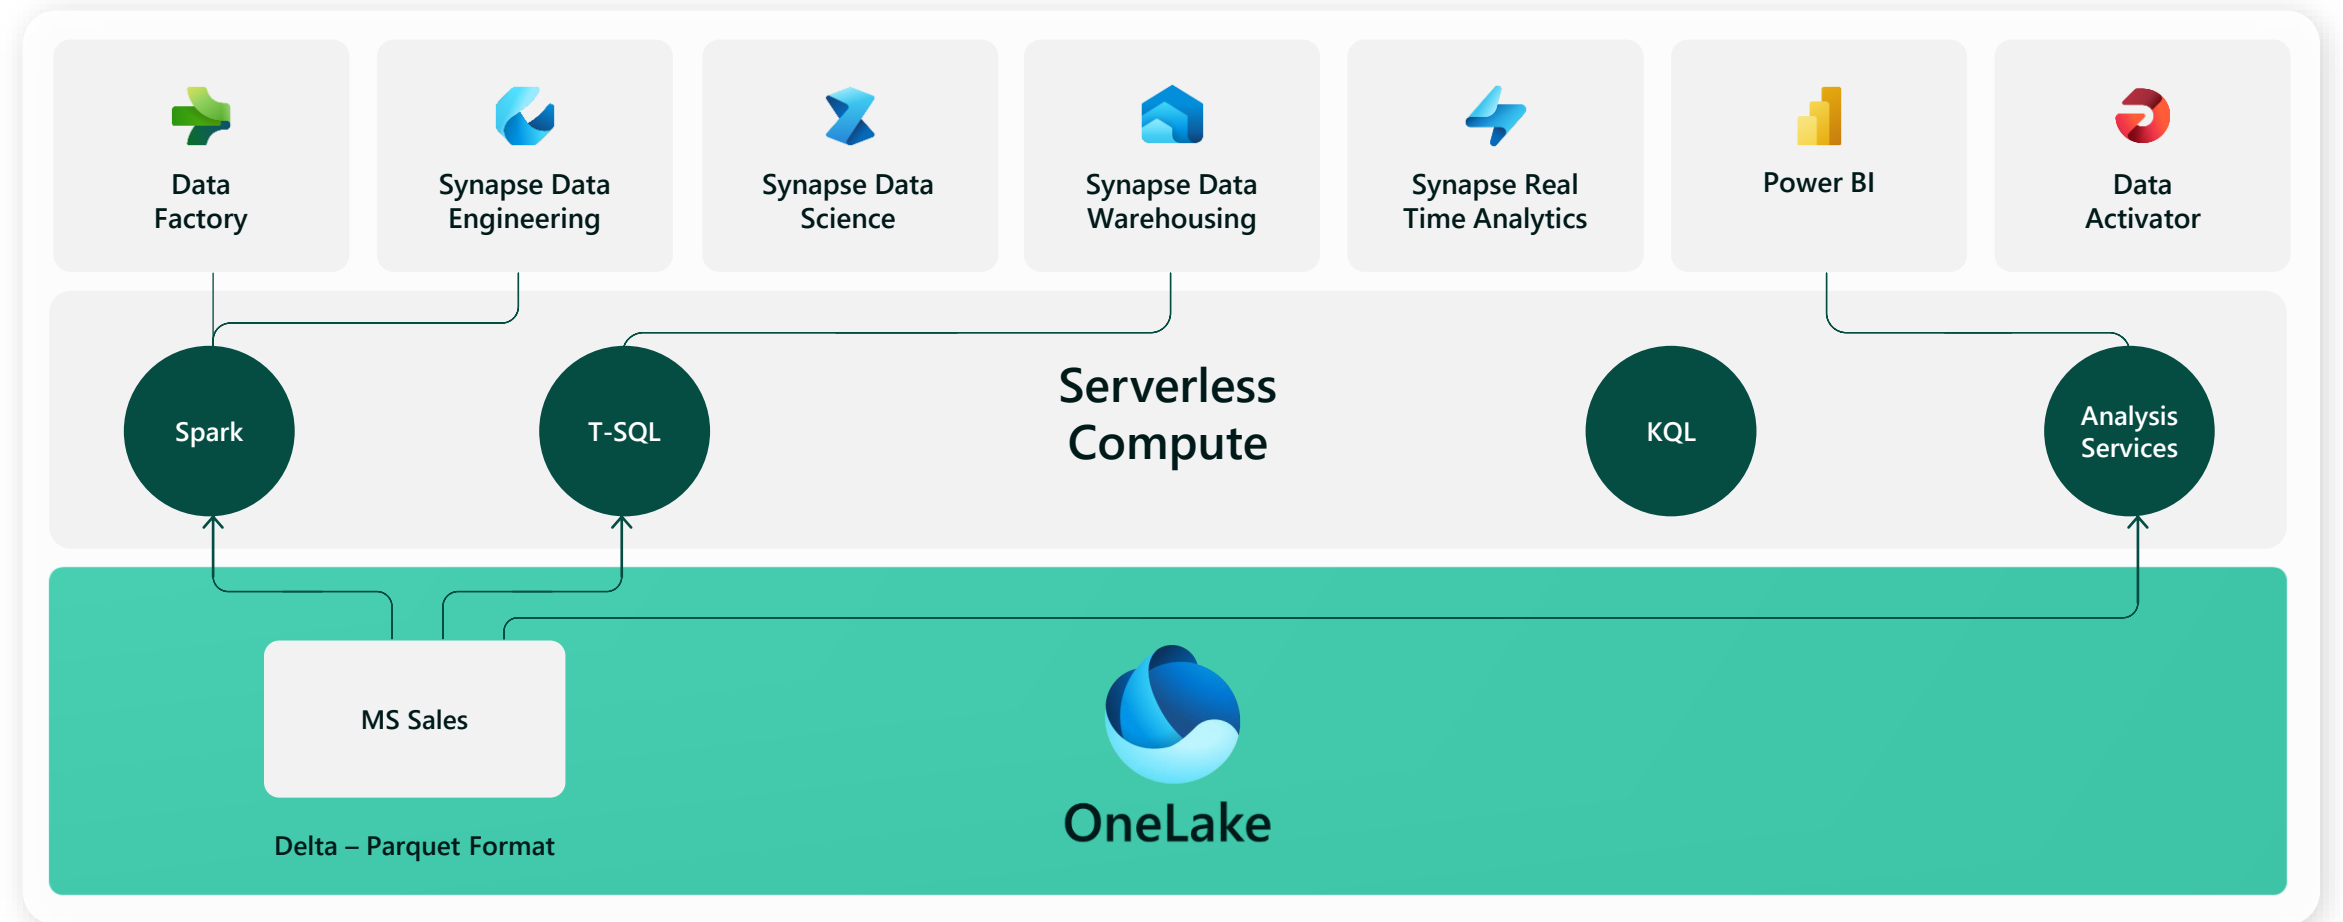 Data
Factory
Synapse Data
Engineering
Synapse Data
Science
Synapse Data
Warehousing
Synapse Real
Time Analytics
Power BI
Data
Activator
Spark
T-SQL
Serverless
Compute
KQL
Analysis
Services
MS Sales
Delta – Parquet Format
OneLake